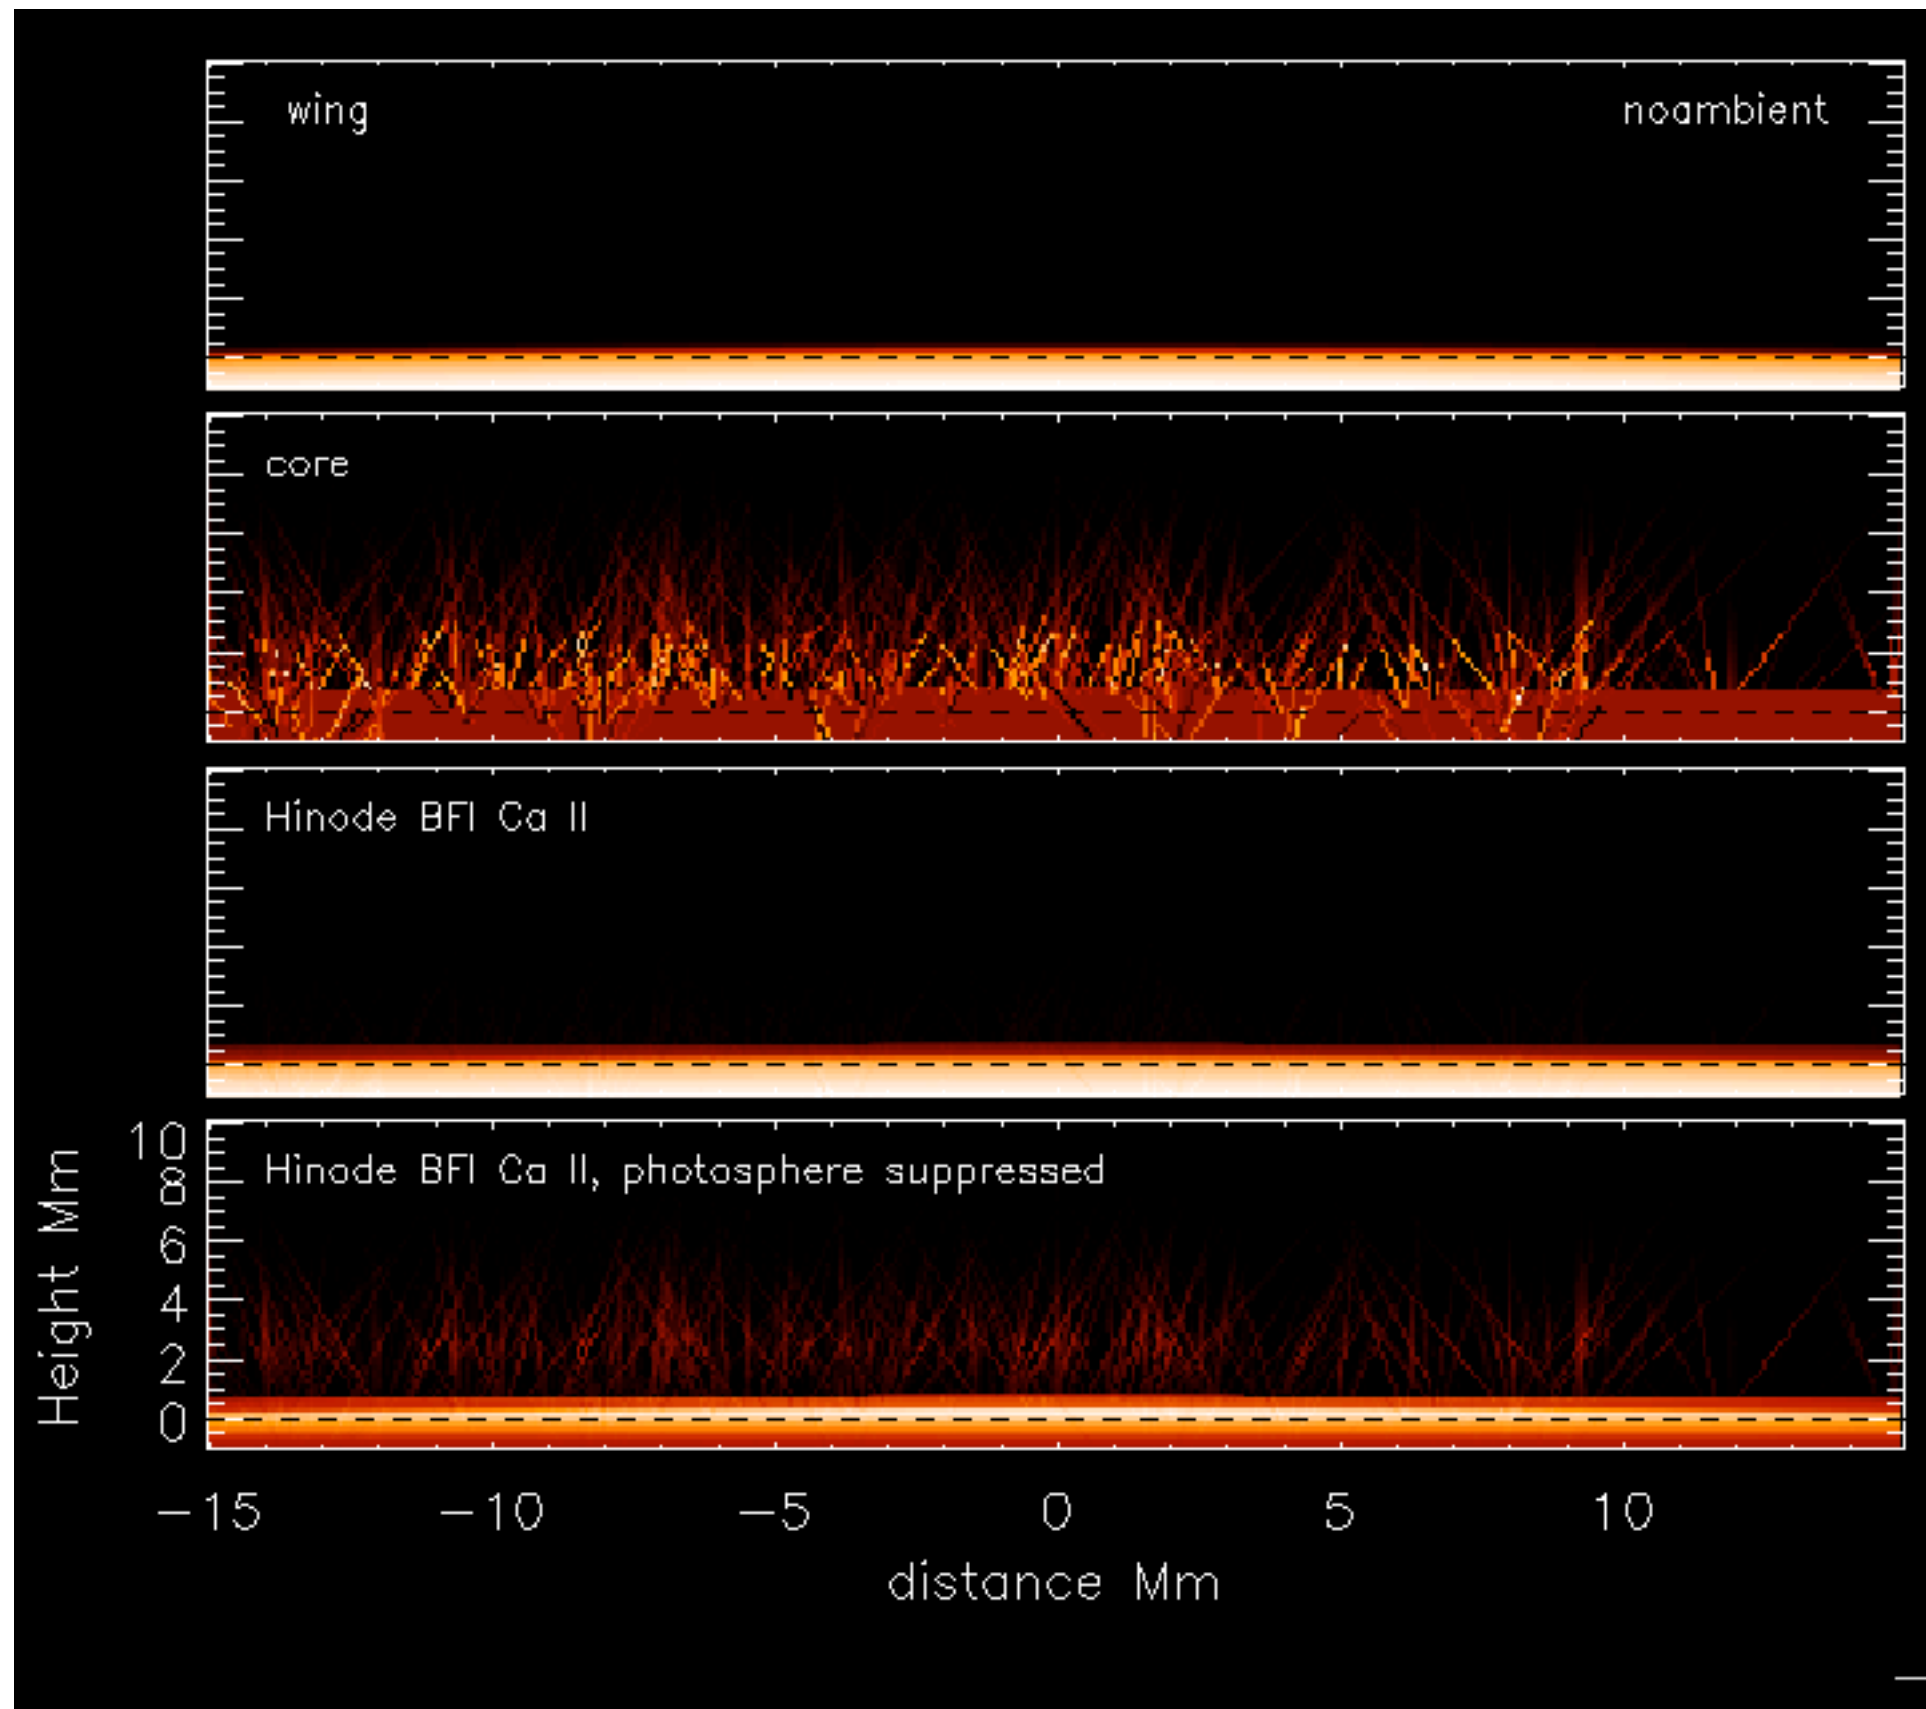 wing noambient
core
Hinode BFI Ca II
Hinode BFI Ca II, photosphere suppressed
10
8
6
4
2
0
Height Mm
−15 −10 −5 0 5 10
distance Mm